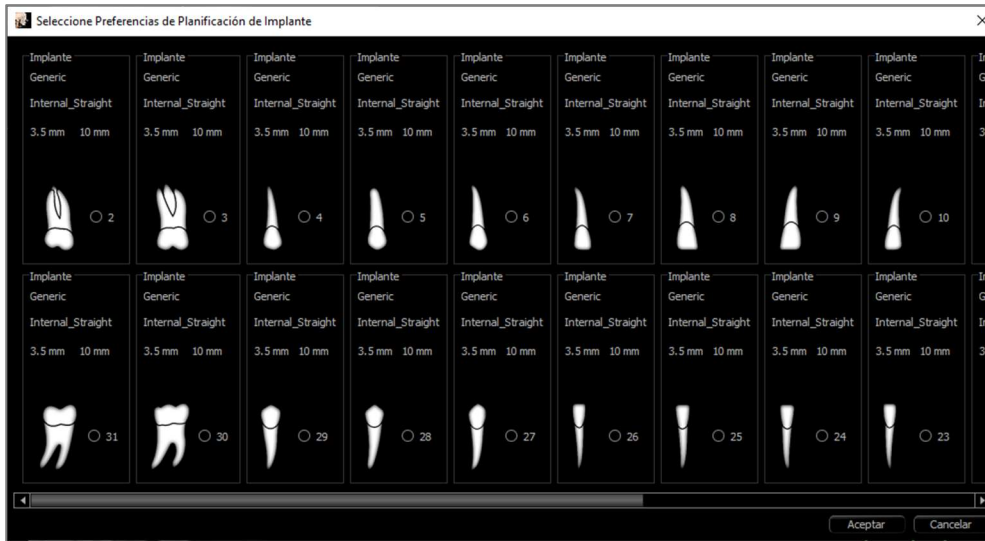 Seleccione Preferencias de Planificación de Implante
Implante Implante Implante Implante Implante Implante Implante Implante Implante
Generic Generic Generic Generic Generic Generic Generic Generic Generic
Internal_Straight Internal_Straight Internal_Straight Internal_Straight Internal_Straight Internal_Straight Internal_Straight Internal_Straight Internal_Straight
3.5 mm 10 mm 3.5 mm 10 mm 3.5 mm 10 mm 3.5 mm 10 mm 3.5 mm 10 mm 3.5 mm 10 mm 3.5 mm 10 mm 3.5 mm 10 mm 3.5 mm 10 mm
2 3 4 5 6 7 8 9 10
Implante Implante Implante Implante Implante Implante Implante Implante Implante
Generic Generic Generic Generic Generic Generic Generic Generic Generic
Internal_Straight Internal_Straight Internal_Straight Internal_Straight Internal_Straight Internal_Straight Internal_Straight Internal_Straight Internal_Straight
3.5 mm 10 mm 3.5 mm 10 mm 3.5 mm 10 mm 3.5 mm 10 mm 3.5 mm 10 mm 3.5 mm 10 mm 3.5 mm 10 mm 3.5 mm 10 mm 3.5 mm 10 mm
31 30 29 28 27 26 25 24 23
Aceptar Cancelar